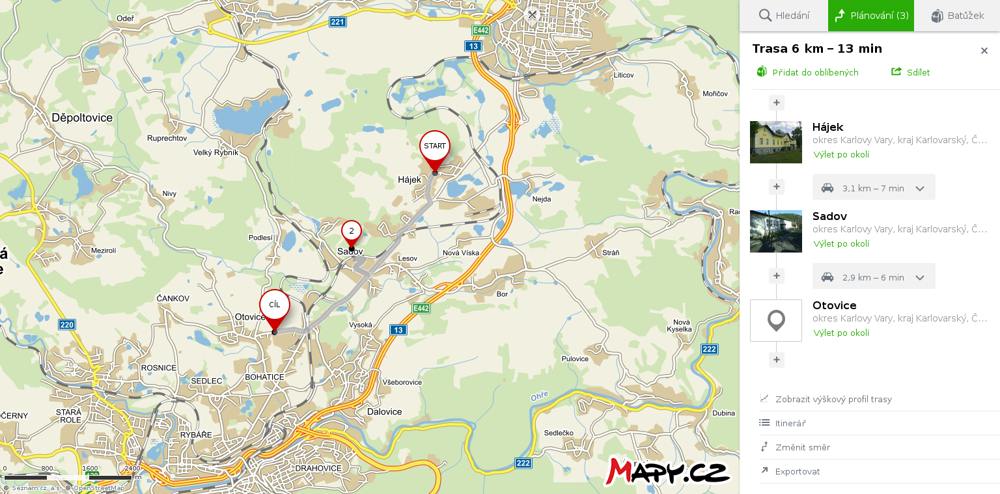 Odeř
221
E442
13
Liticov
Mořičov
Děpoltovice
Ruprechtov
Velký Rybník
START
Hájek
Nivy
Nejda
2
Podlesí
Sadov
Mezirolí
Lesov
Nová Víska
Stráň
Bor
ČANKOV
CÍL
E442
Otovice
220
Vysoká
13
Nová
Kyselka
222
Pulovice
ROSNICE
SEDLEC
BOHATICE
Všeborovice
Ohře
STARÁ
ROLE
Dalovice
Dubina
RYBÁŘE
Sedlečko
222
DRAHOVICE
0 800 1600 2400 m
© Seznam.cz, a.s., © OpenStreetMap
Mapy.cz
Hledání
Plánování (3)
Batůžek
Trasa 6 km – 13 min
Přidat do oblíbených
Sdílet
Hájek
okres Karlovy Vary, kraj Karlovarský, Č...
Výlet po okolí
3,1 km – 7 min
Sadov
okres Karlovy Vary, kraj Karlovarský, Č...
Výlet po okolí
2,9 km – 6 min
Otovice
okres Karlovy Vary, kraj Karlovarský, Č...
Výlet po okolí
Zobrazit výškový profil trasy
Itinerář
Změnit směr
Exportovat